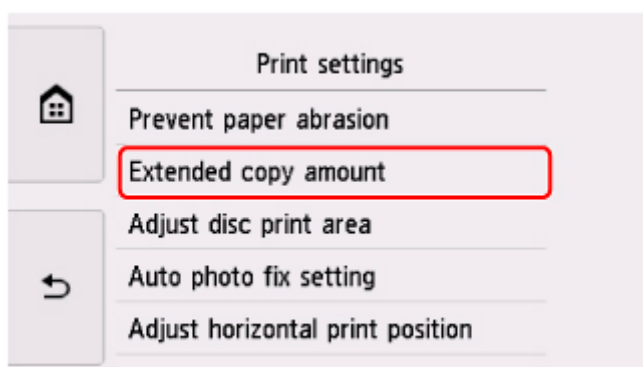 Print settings
Prevent paper abrasion
Extended copy amount
Adjust disc print area
Auto photo fix setting
Adjust horizontal print position